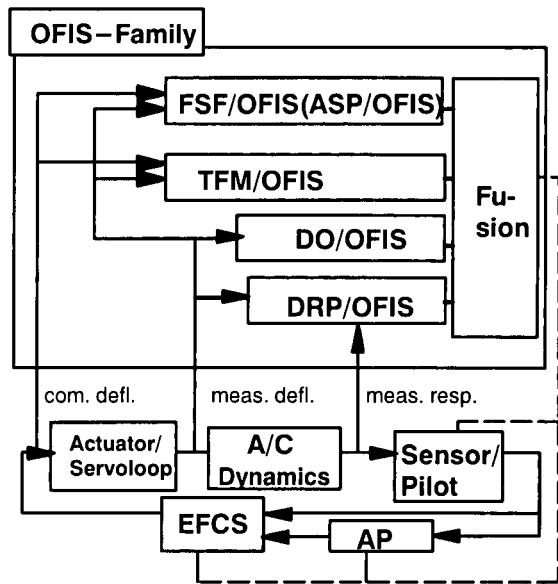 OFIS–Family
FSF/OFIS(ASP/OFIS)
TFM/OFIS
DO/OFIS
DRP/OFIS
Fu-
sion
com. defl.
meas. defl.
meas. resp.
Actuator/
Servoloop
A/C
Dynamics
Sensor/
Pilot
EFCS
AP